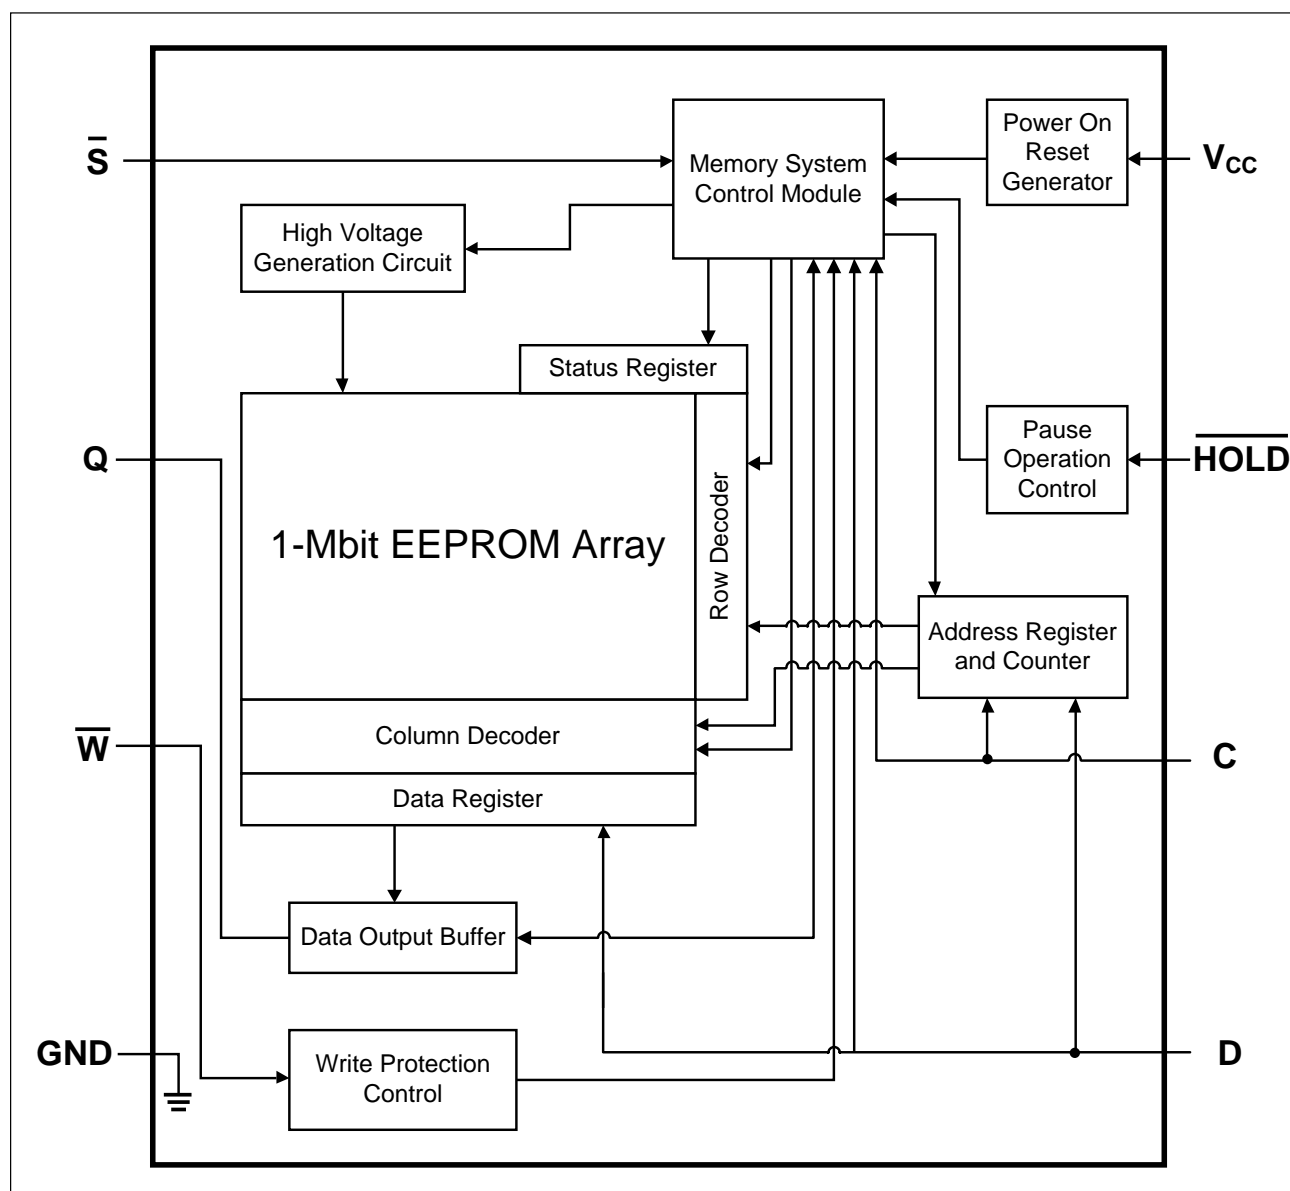 S̅
Memory System
Control Module
Power On
Reset
Generator
VCC
High Voltage
Generation Circuit
Status Register
Q
1-Mbit EEPROM Array
Row Decoder
Pause
Operation
Control
H̅O̅L̅D̅
Address Register
and Counter
W̅
Column Decoder
C
Data Register
Data Output Buffer
GND
Write Protection
Control
D